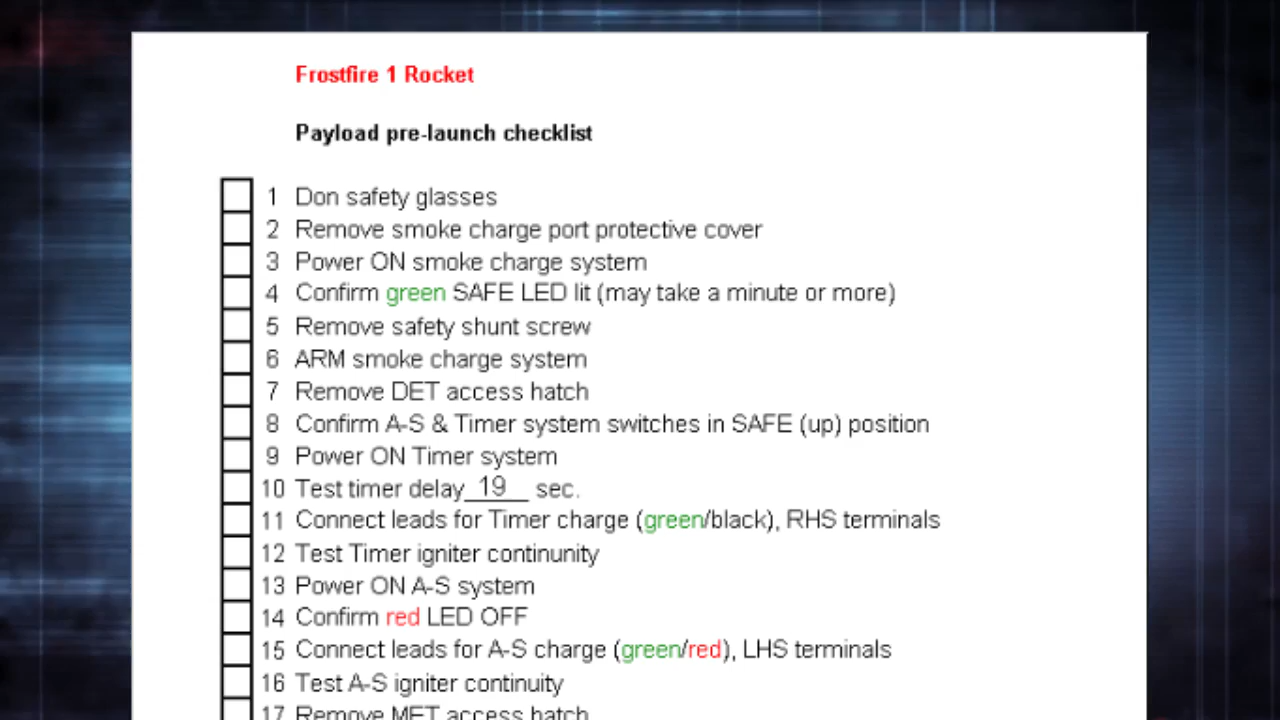 Frostfire 1 Rocket
Payload pre-launch checklist
1 Don safety glasses
2 Remove smoke charge port protective cover
3 Power ON smoke charge system
4 Confirm green SAFE LED lit (may take a minute or more)
5 Remove safety shunt screw
6 ARM smoke charge system
7 Remove DET access hatch
8 Confirm A-S & Timer system switches in SAFE (up) position
9 Power ON Timer system
10 Test timer delay 19 sec.
11 Connect leads for Timer charge (green/black), RHS terminals
12 Test Timer igniter continunity
13 Power ON A-S system
14 Confirm red LED OFF
15 Connect leads for A-S charge (green/red), LHS terminals
16 Test A-S igniter continuity
17 Remove MET access hatch